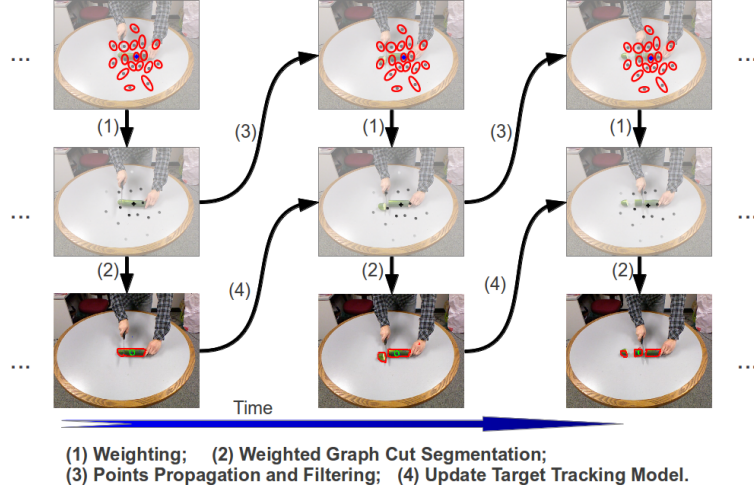 ... ... ...
(1) (3) (1) (3) (1)
... ...
(2) (4) (2) (4) (2)
... ...
Time
(1) Weighting; (2) Weighted Graph Cut Segmentation;
(3) Points Propagation and Filtering; (4) Update Target Tracking Model.